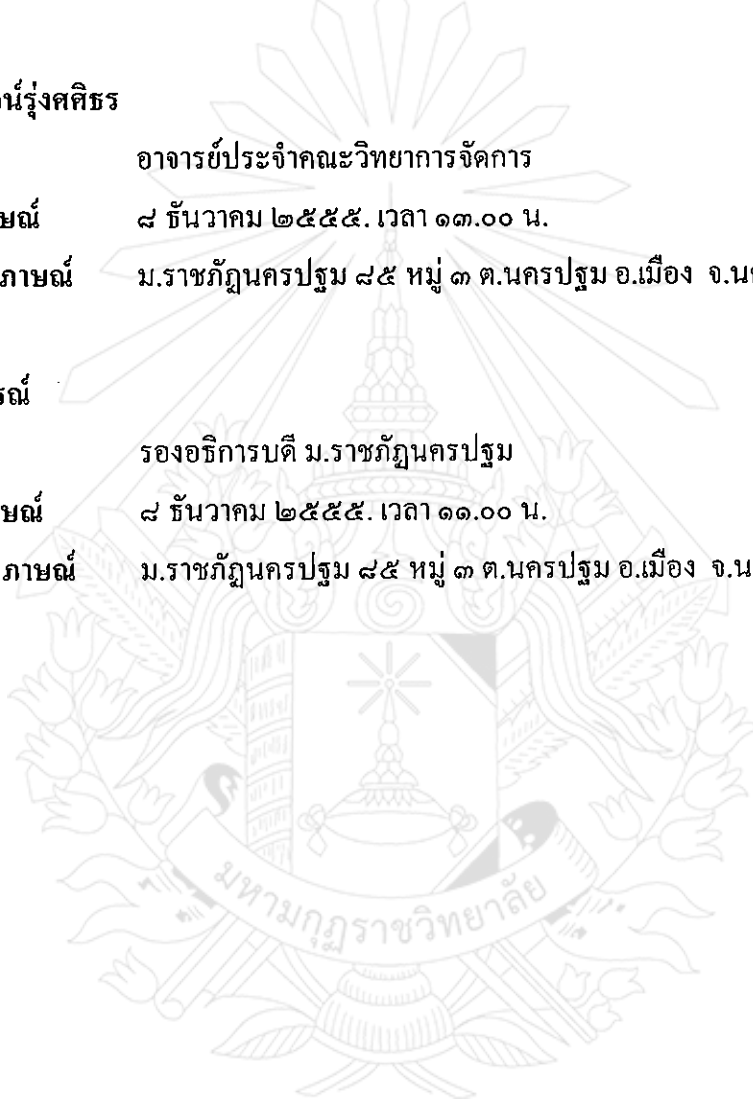 น์รุ่งศศิธร
อาจารย์ประจำคณะวิทยาการจัดการ
ษณ์ ๘ ธันวาคม ๒๕๕๕. เวลา ๑๓.๐๐ น.
ภาษณ์ ม.ราชภัฏนครปฐม ๘๕ หมู่ ๓ ต.นครปฐม อ.เมือง จ.น
รณ์
รองอธิการบดี ม.ราชภัฏนครปฐม
ษณ์ ๘ ธันวาคม ๒๕๕๕. เวลา ๑๑.๐๐ น.
ภาษณ์ ม.ราชภัฏนครปฐม ๘๕ หมู่ ๓ ต.นครปฐม อ.เมือง จ.น
มหามกุฏราชวิทยาลัย